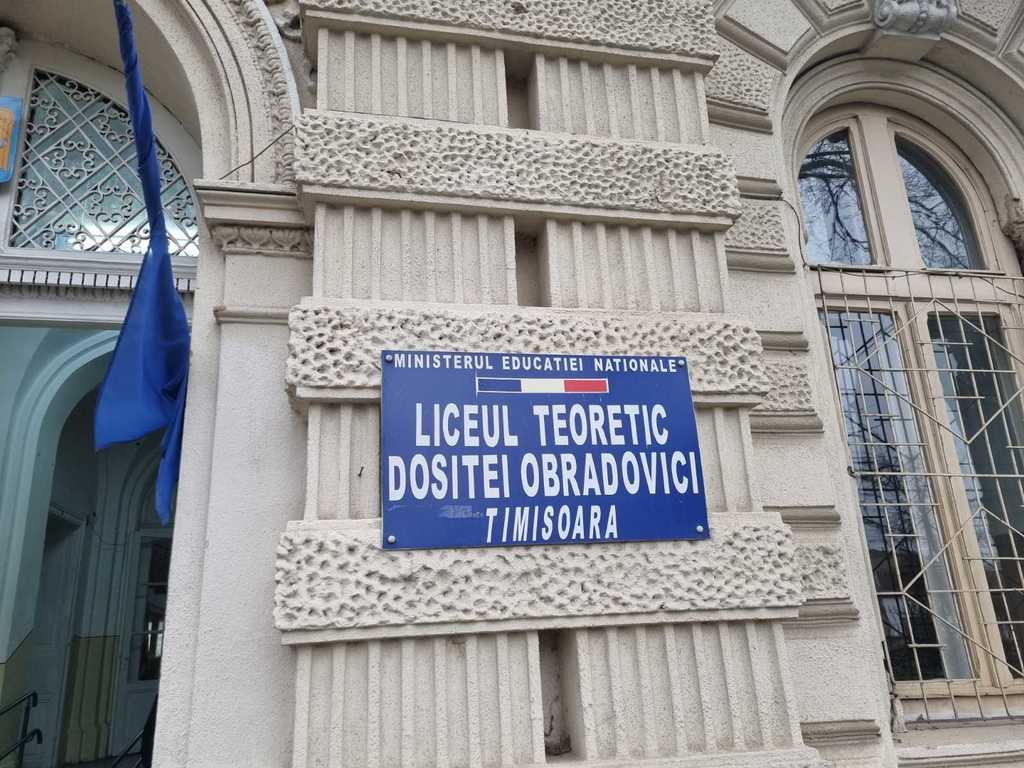 MINISTERUL EDUCATIEI NATIONALE
LICEUL TEORETIC
DOSITEI OBRADOVICI
TIMISOARA